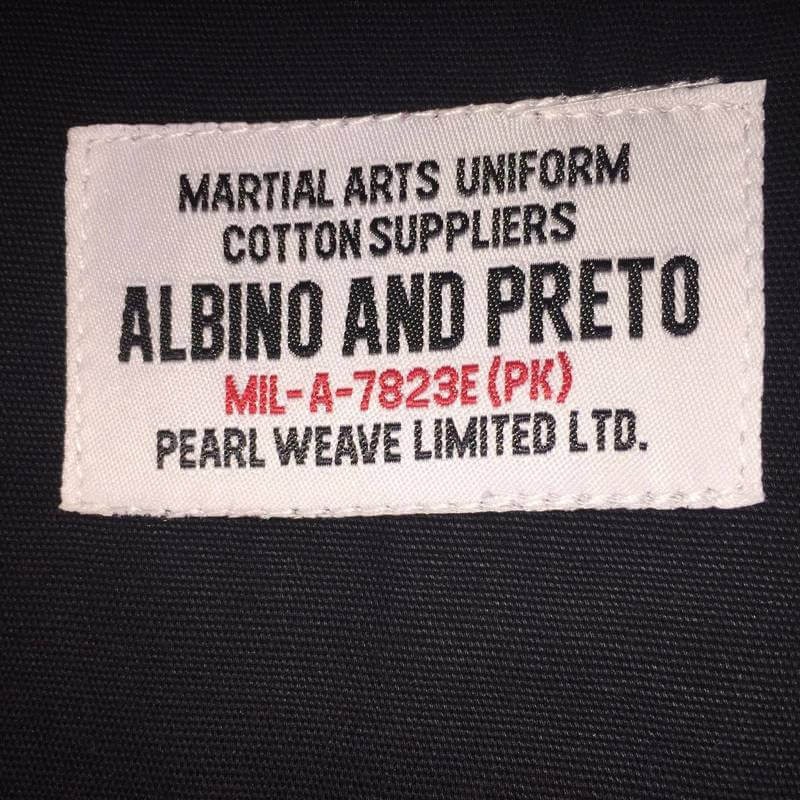 MARTIAL ARTS UNIFORM
COTTON SUPPLIERS
ALBINO AND PRETO
MIL-A-7823E (PK)
PEARL WEAVE LIMITED LTD.